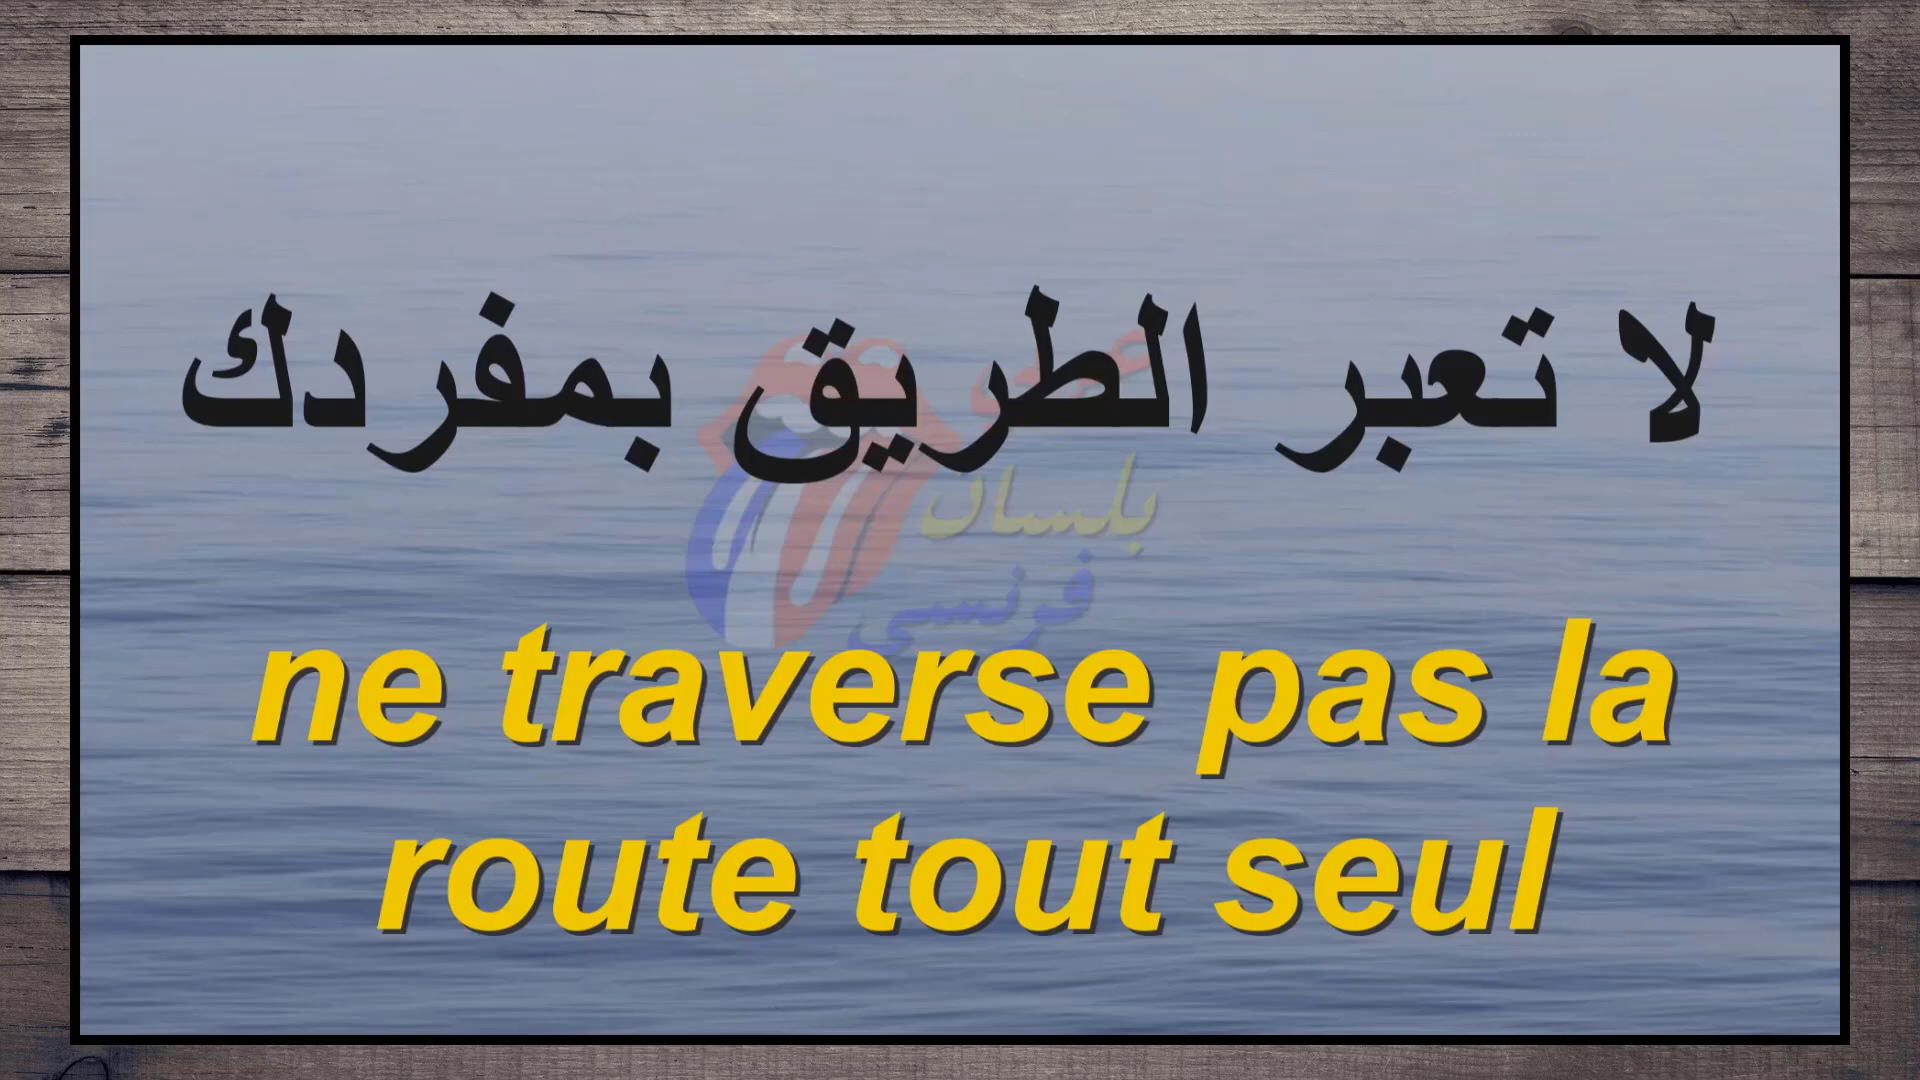 لا تعبر الطريق بمفردك
بلسان
فرنسي
ne traverse pas la
route tout seul